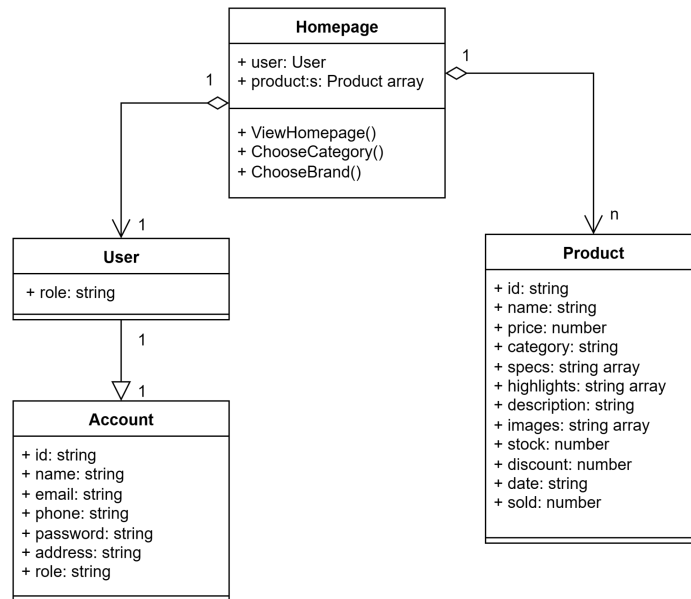 Homepage
+ user: User
+ product:s: Product array
+ ViewHomepage()
+ ChooseCategory()
+ ChooseBrand()
1
1
1
n
User
+ role: string
1
1
Account
+ id: string
+ name: string
+ email: string
+ phone: string
+ password: string
+ address: string
+ role: string
Product
+ id: string
+ name: string
+ price: number
+ category: string
+ specs: string array
+ highlights: string array
+ description: string
+ images: string array
+ stock: number
+ discount: number
+ date: string
+ sold: number